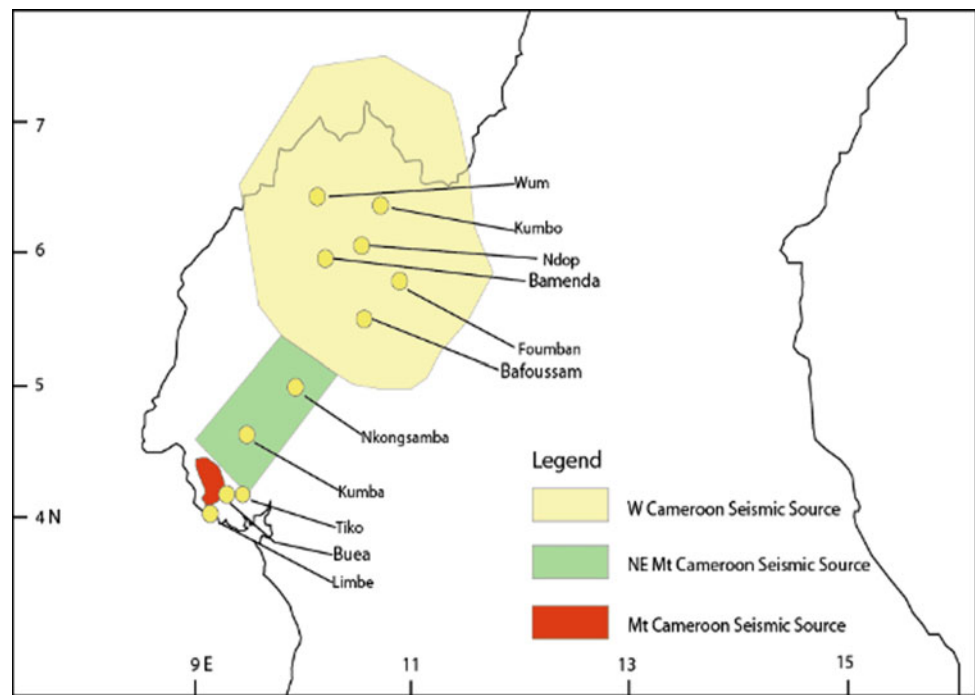 7
Wum
Kumbo
6
Ndop
Bamenda
Foumban
Bafoussam
5
Nkongsamba
Legend
Kumba
W Cameroon Seismic Source
4 N
Tiko
Buea
NE Mt Cameroon Seismic Source
Limbe
Mt Cameroon Seismic Source
9 E
11
13
15